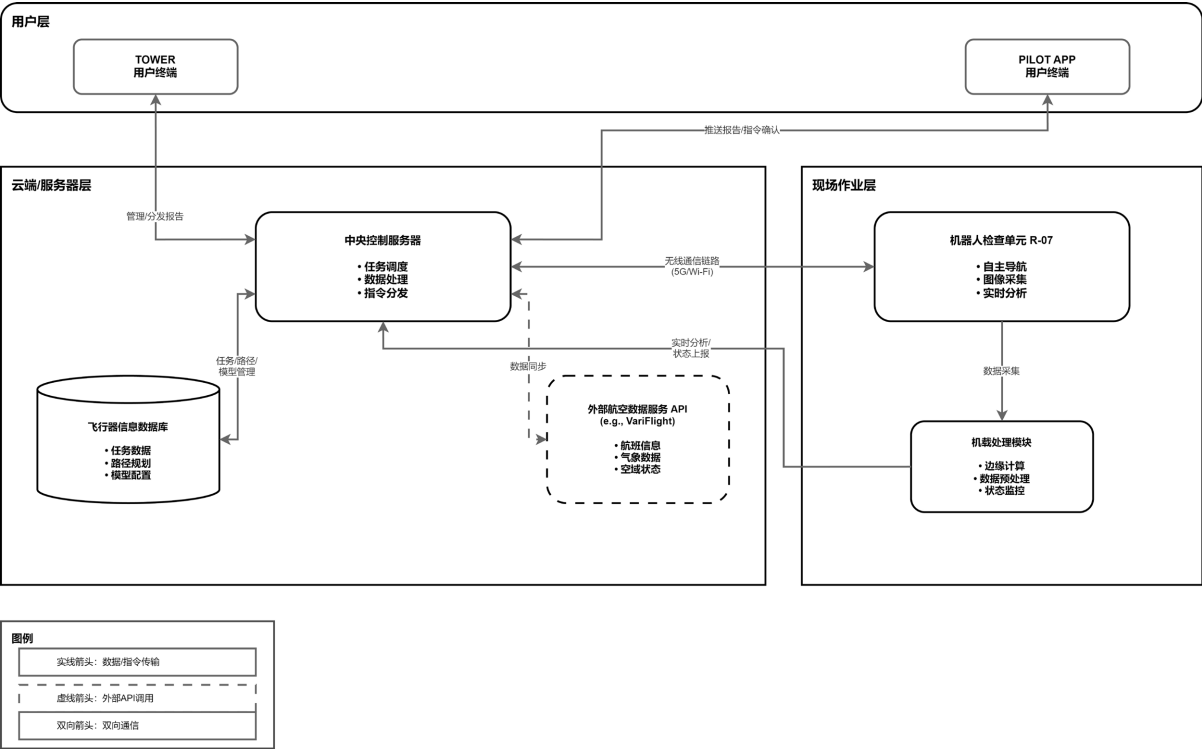 用户层
TOWER
用户终端
PILOT APP
用户终端
推送报告/指令确认
云端/服务器层
现场作业层
管理/分发报告
中央控制服务器
• 任务调度
• 数据处理
• 指令分发
无线通信链路
(5G/Wi-Fi)
机器人检查单元 R-07
• 自主导航
• 图像采集
• 实时分析
任务/路径/
模型管理
数据同步
实时分析/
状态上报
数据采集
飞行器信息数据库
• 任务数据
• 路径规划
• 模型配置
外部航空数据服务 API
(e.g., VariFlight)
• 航班信息
• 气象数据
• 空域状态
机载处理模块
• 边缘计算
• 数据预处理
• 状态监控
图例
实线箭头：数据/指令传输
虚线箭头：外部API调用
双向箭头：双向通信